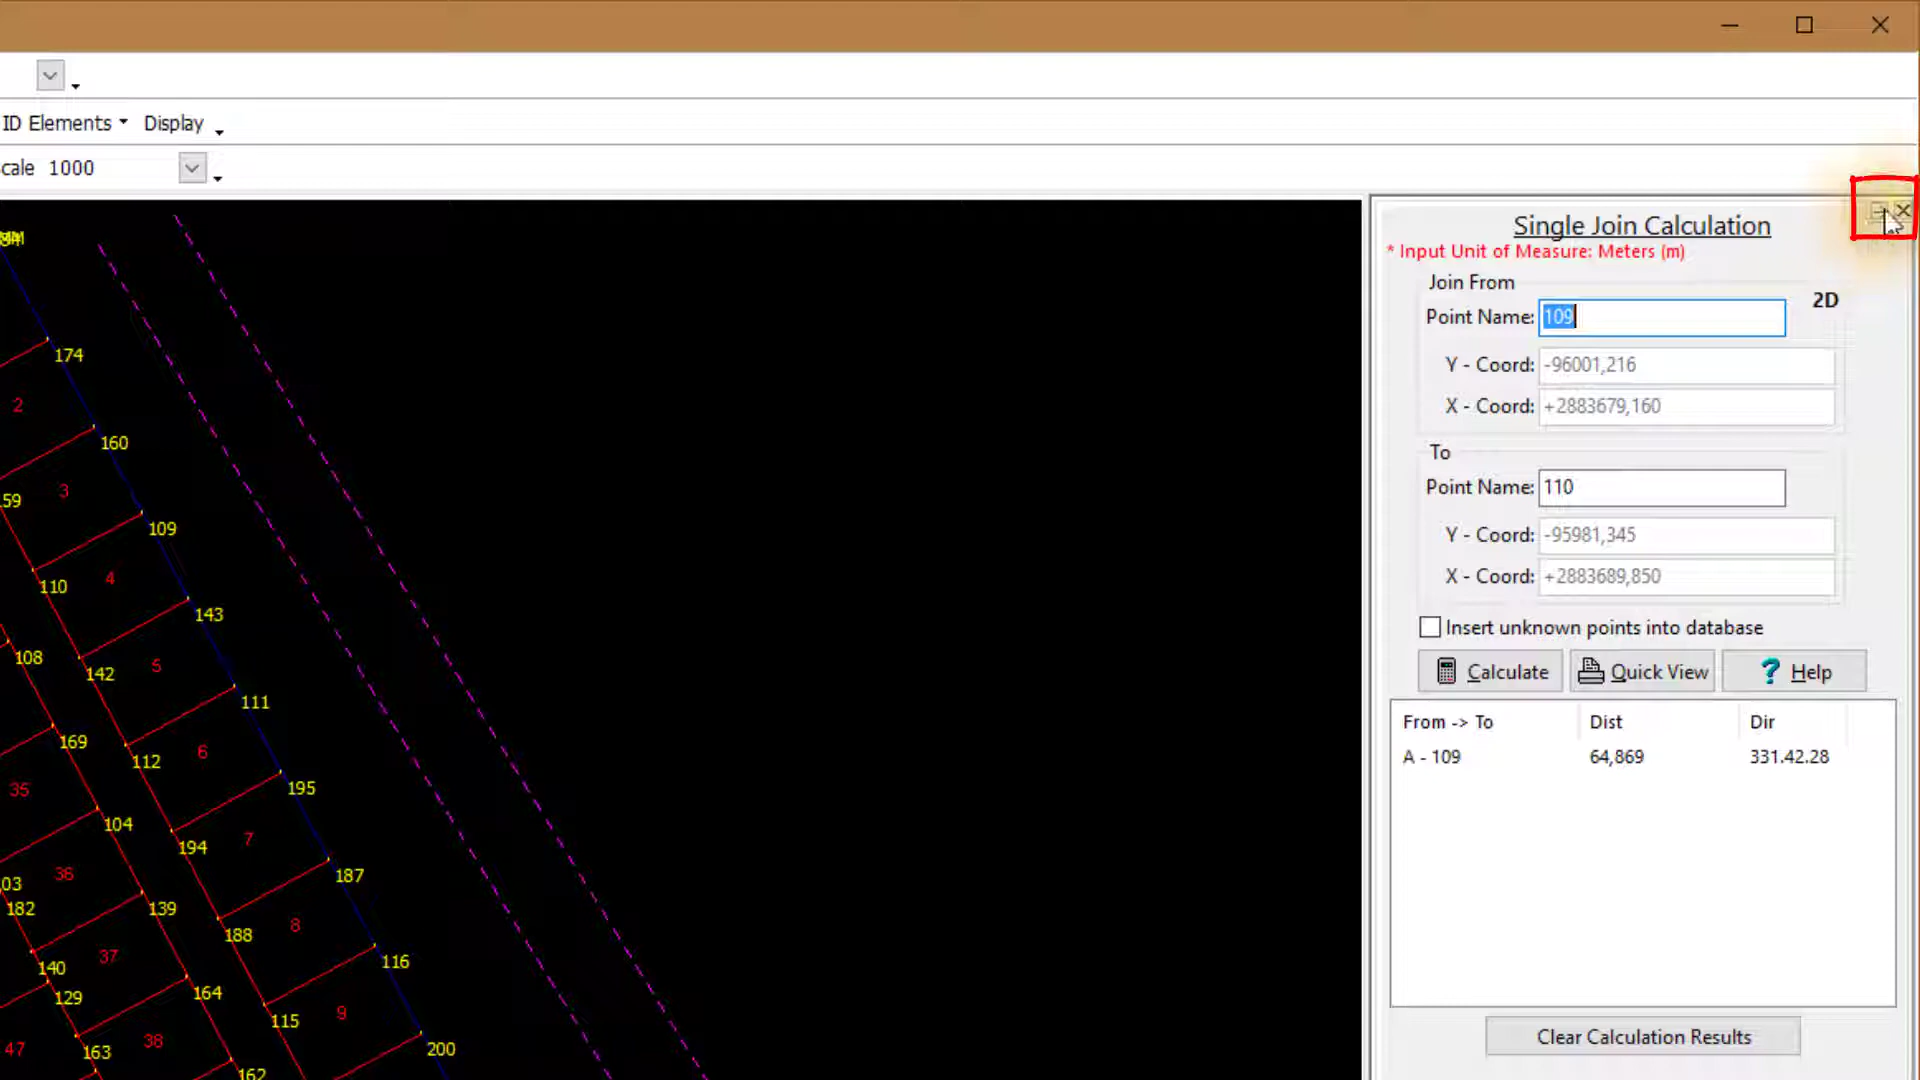 ID Elements Display
cale 1000
Single Join Calculation
* Input Unit of Measure: Meters (m)
Join From
2D
Point Name: 109
Y - Coord: -96001,216
X - Coord: +2883679,160
To
Point Name: 110
Y - Coord: -95981,345
X - Coord: +2883689,850
Insert unknown points into database
Calculate Quick View Help
From -> To Dist Dir
A - 109 64,869 331.42.28
Clear Calculation Results
174
2
160
3
59
109
4
110
143
108
5
142
111
169
6
112
195
35
104
7
194
187
36
03
182
139
8
188
37
116
140
164
129
9
115
38
47
163
200
162